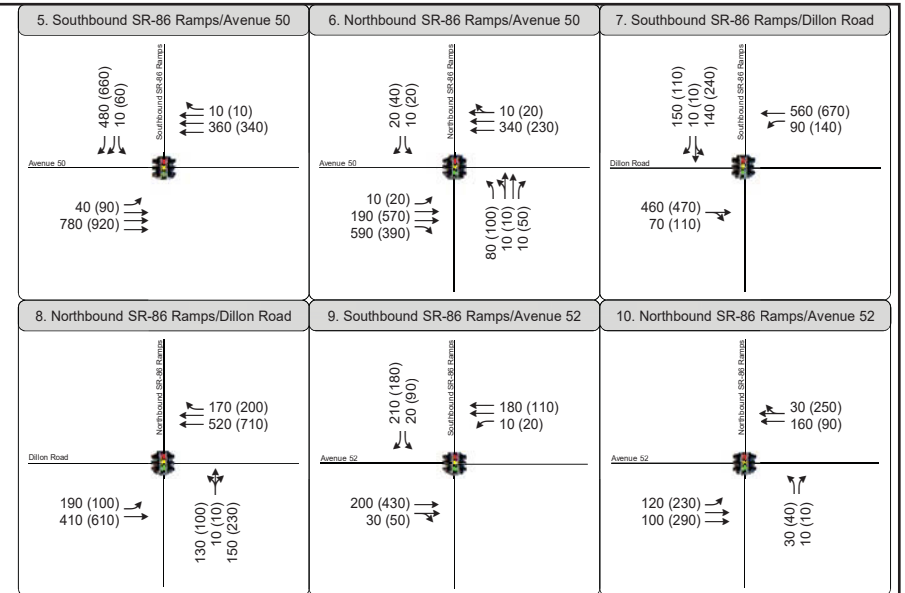 5. Southbound SR-86 Ramps/Avenue 50
480 (660)
10 (60)
Southbound SR-86 Ramps
10 (10)
360 (340)
Avenue 50
40 (90)
780 (920)
6. Northbound SR-86 Ramps/Avenue 50
20 (40)
10 (20)
Northbound SR-86 Ramps
10 (20)
340 (230)
Avenue 50
10 (20)
190 (570)
590 (390)
80 (100)
10 (10)
10 (50)
7. Southbound SR-86 Ramps/Dillon Road
150 (110)
10 (10)
140 (240)
Southbound SR-86 Ramps
560 (670)
90 (140)
Dillon Road
460 (470)
70 (110)
8. Northbound SR-86 Ramps/Dillon Road
Northbound SR-86 Ramps
170 (200)
520 (710)
Dillon Road
190 (100)
410 (610)
130 (100)
10 (10)
150 (230)
9. Southbound SR-86 Ramps/Avenue 52
210 (180)
20 (90)
Southbound SR-86 Ramps
180 (110)
10 (20)
Avenue 52
200 (430)
30 (50)
10. Northbound SR-86 Ramps/Avenue 52
Northbound SR-86 Ramps
30 (250)
160 (90)
Avenue 52
120 (230)
100 (290)
30 (40)
10 (10)